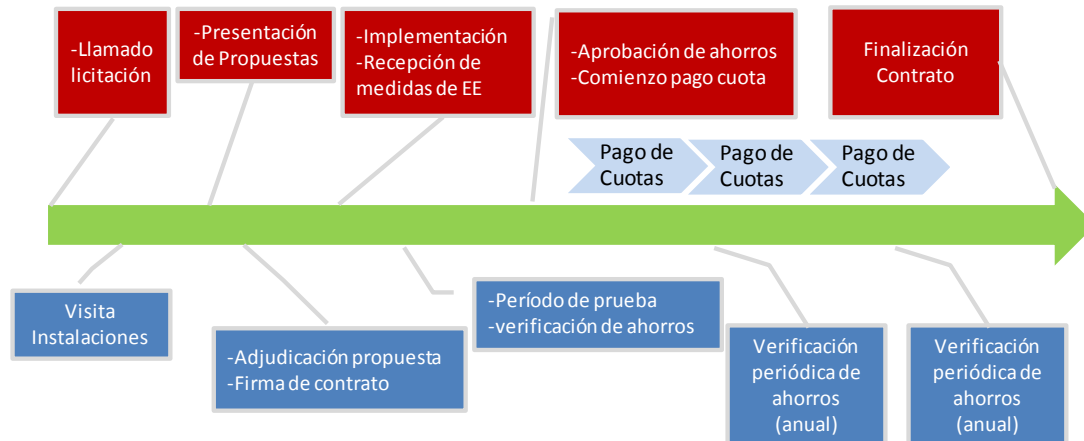 -Llamado
licitación
-Presentación
de Propuestas
-Implementación
-Recepción de
medidas de EE
-Aprobación de ahorros
-Comienzo pago cuota
Finalización
Contrato
Pago de
Cuotas
Pago de
Cuotas
Pago de
Cuotas
Visita
Instalaciones
-Adjudicación propuesta
-Firma de contrato
-Período de prueba
-verificación de ahorros
Verificación
periódica de
ahorros
(anual)
Verificación
periódica de
ahorros
(anual)